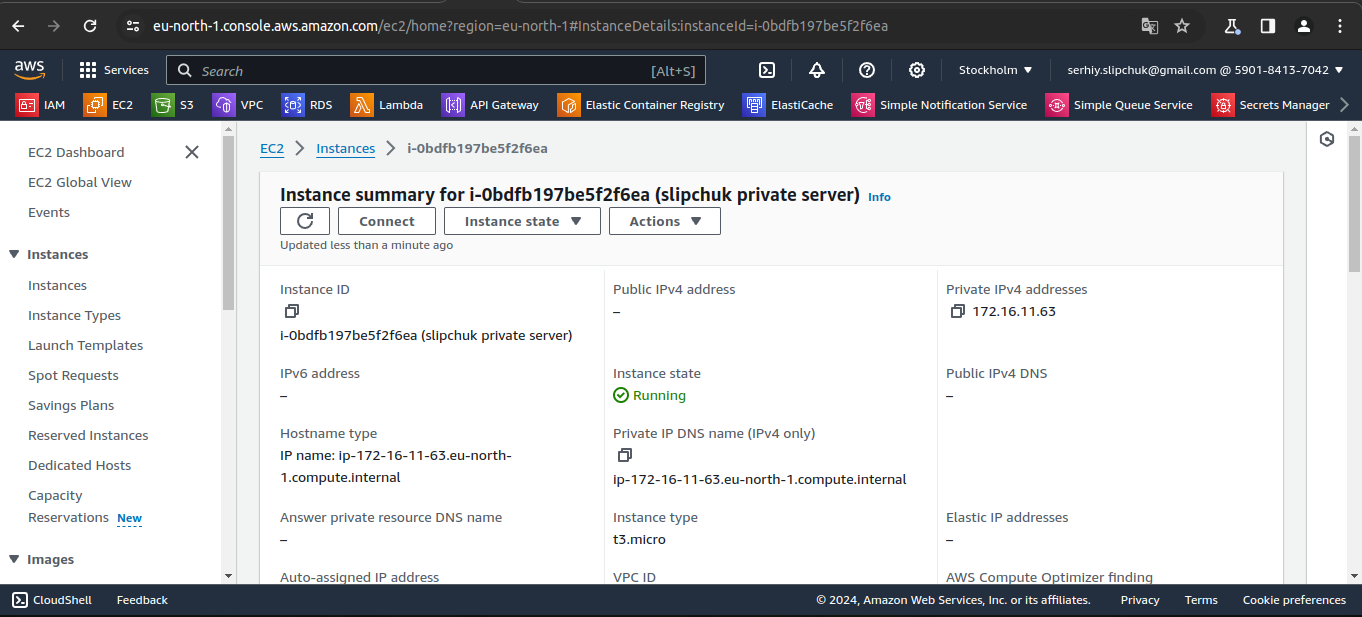 eu-north-1.console.aws.amazon.com/ec2/home?region=eu-north-1#InstanceDetails:instanceId=i-0bdfb197be5f2f6ea
aws
Services
Search
[Alt+S]
Stockholm
serhiy.slipchuk@gmail.com @ 5901-8413-7042
IAM
EC2
S3
VPC
RDS
Lambda
API Gateway
Elastic Container Registry
ElastiCache
Simple Notification Service
Simple Queue Service
Secrets Manager
EC2 Dashboard
EC2 Global View
Events
Instances
Instances
Instance Types
Launch Templates
Spot Requests
Savings Plans
Reserved Instances
Dedicated Hosts
Capacity
Reservations New
Images
EC2
Instances
i-0bdfb197be5f2f6ea
Instance summary for i-0bdfb197be5f2f6ea (slipchuk private server) Info
Connect
Instance state
Actions
Updated less than a minute ago
Instance ID
i-0bdfb197be5f2f6ea (slipchuk private server)
Public IPv4 address
–
Private IPv4 addresses
172.16.11.63
IPv6 address
–
Instance state
Running
Public IPv4 DNS
–
Hostname type
IP name: ip-172-16-11-63.eu-north-
1.compute.internal
Private IP DNS name (IPv4 only)
ip-172-16-11-63.eu-north-1.compute.internal
Answer private resource DNS name
–
Instance type
t3.micro
Elastic IP addresses
–
Auto-assigned IP address
VPC ID
AWS Compute Optimizer finding
CloudShell
Feedback
© 2024, Amazon Web Services, Inc. or its affiliates.
Privacy
Terms
Cookie preferences